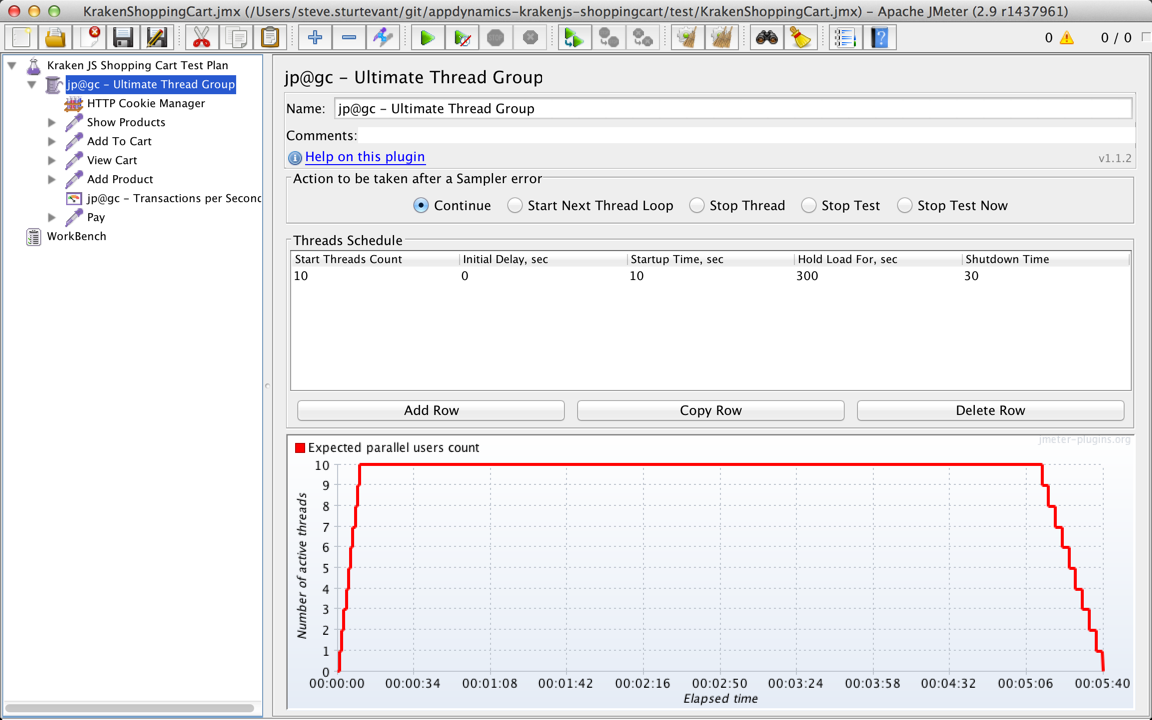 KrakenShoppingCart.jmx (/Users/steve.sturtevant/git/appdynamics-krakenjs-shoppingcart/test/KrakenShoppingCart.jmx) – Apache JMeter (2.9 r1437961)
0 0 / 0
Kraken JS Shopping Cart Test Plan
jp@gc – Ultimate Thread Group
HTTP Cookie Manager
Show Products
Add To Cart
View Cart
Add Product
jp@gc – Transactions per Second
Pay
WorkBench
jp@gc – Ultimate Thread Group
Name: jp@gc – Ultimate Thread Group
Comments:
Help on this plugin v1.1.2
Action to be taken after a Sampler error
Continue Start Next Thread Loop Stop Thread Stop Test Stop Test Now
Threads Schedule
Start Threads Count Initial Delay, sec Startup Time, sec Hold Load For, sec Shutdown Time
10 0 10 300 30
Add Row Copy Row Delete Row
jmeter-plugins.org
Expected parallel users count
10
9
8
7
6
5
4
3
2
1
0
Number of active threads
00:00:00 00:00:34 00:01:08 00:01:42 00:02:16 00:02:50 00:03:24 00:03:58 00:04:32 00:05:06 00:05:40
Elapsed time